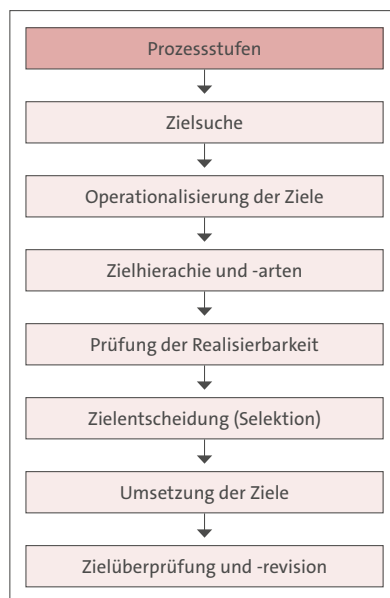 Prozessstufen
Zielsuche
Operationalisierung der Ziele
Zielhierachie und -arten
Prüfung der Realisierbarkeit
Zielentscheidung (Selektion)
Umsetzung der Ziele
Zielüberprüfung und -revision